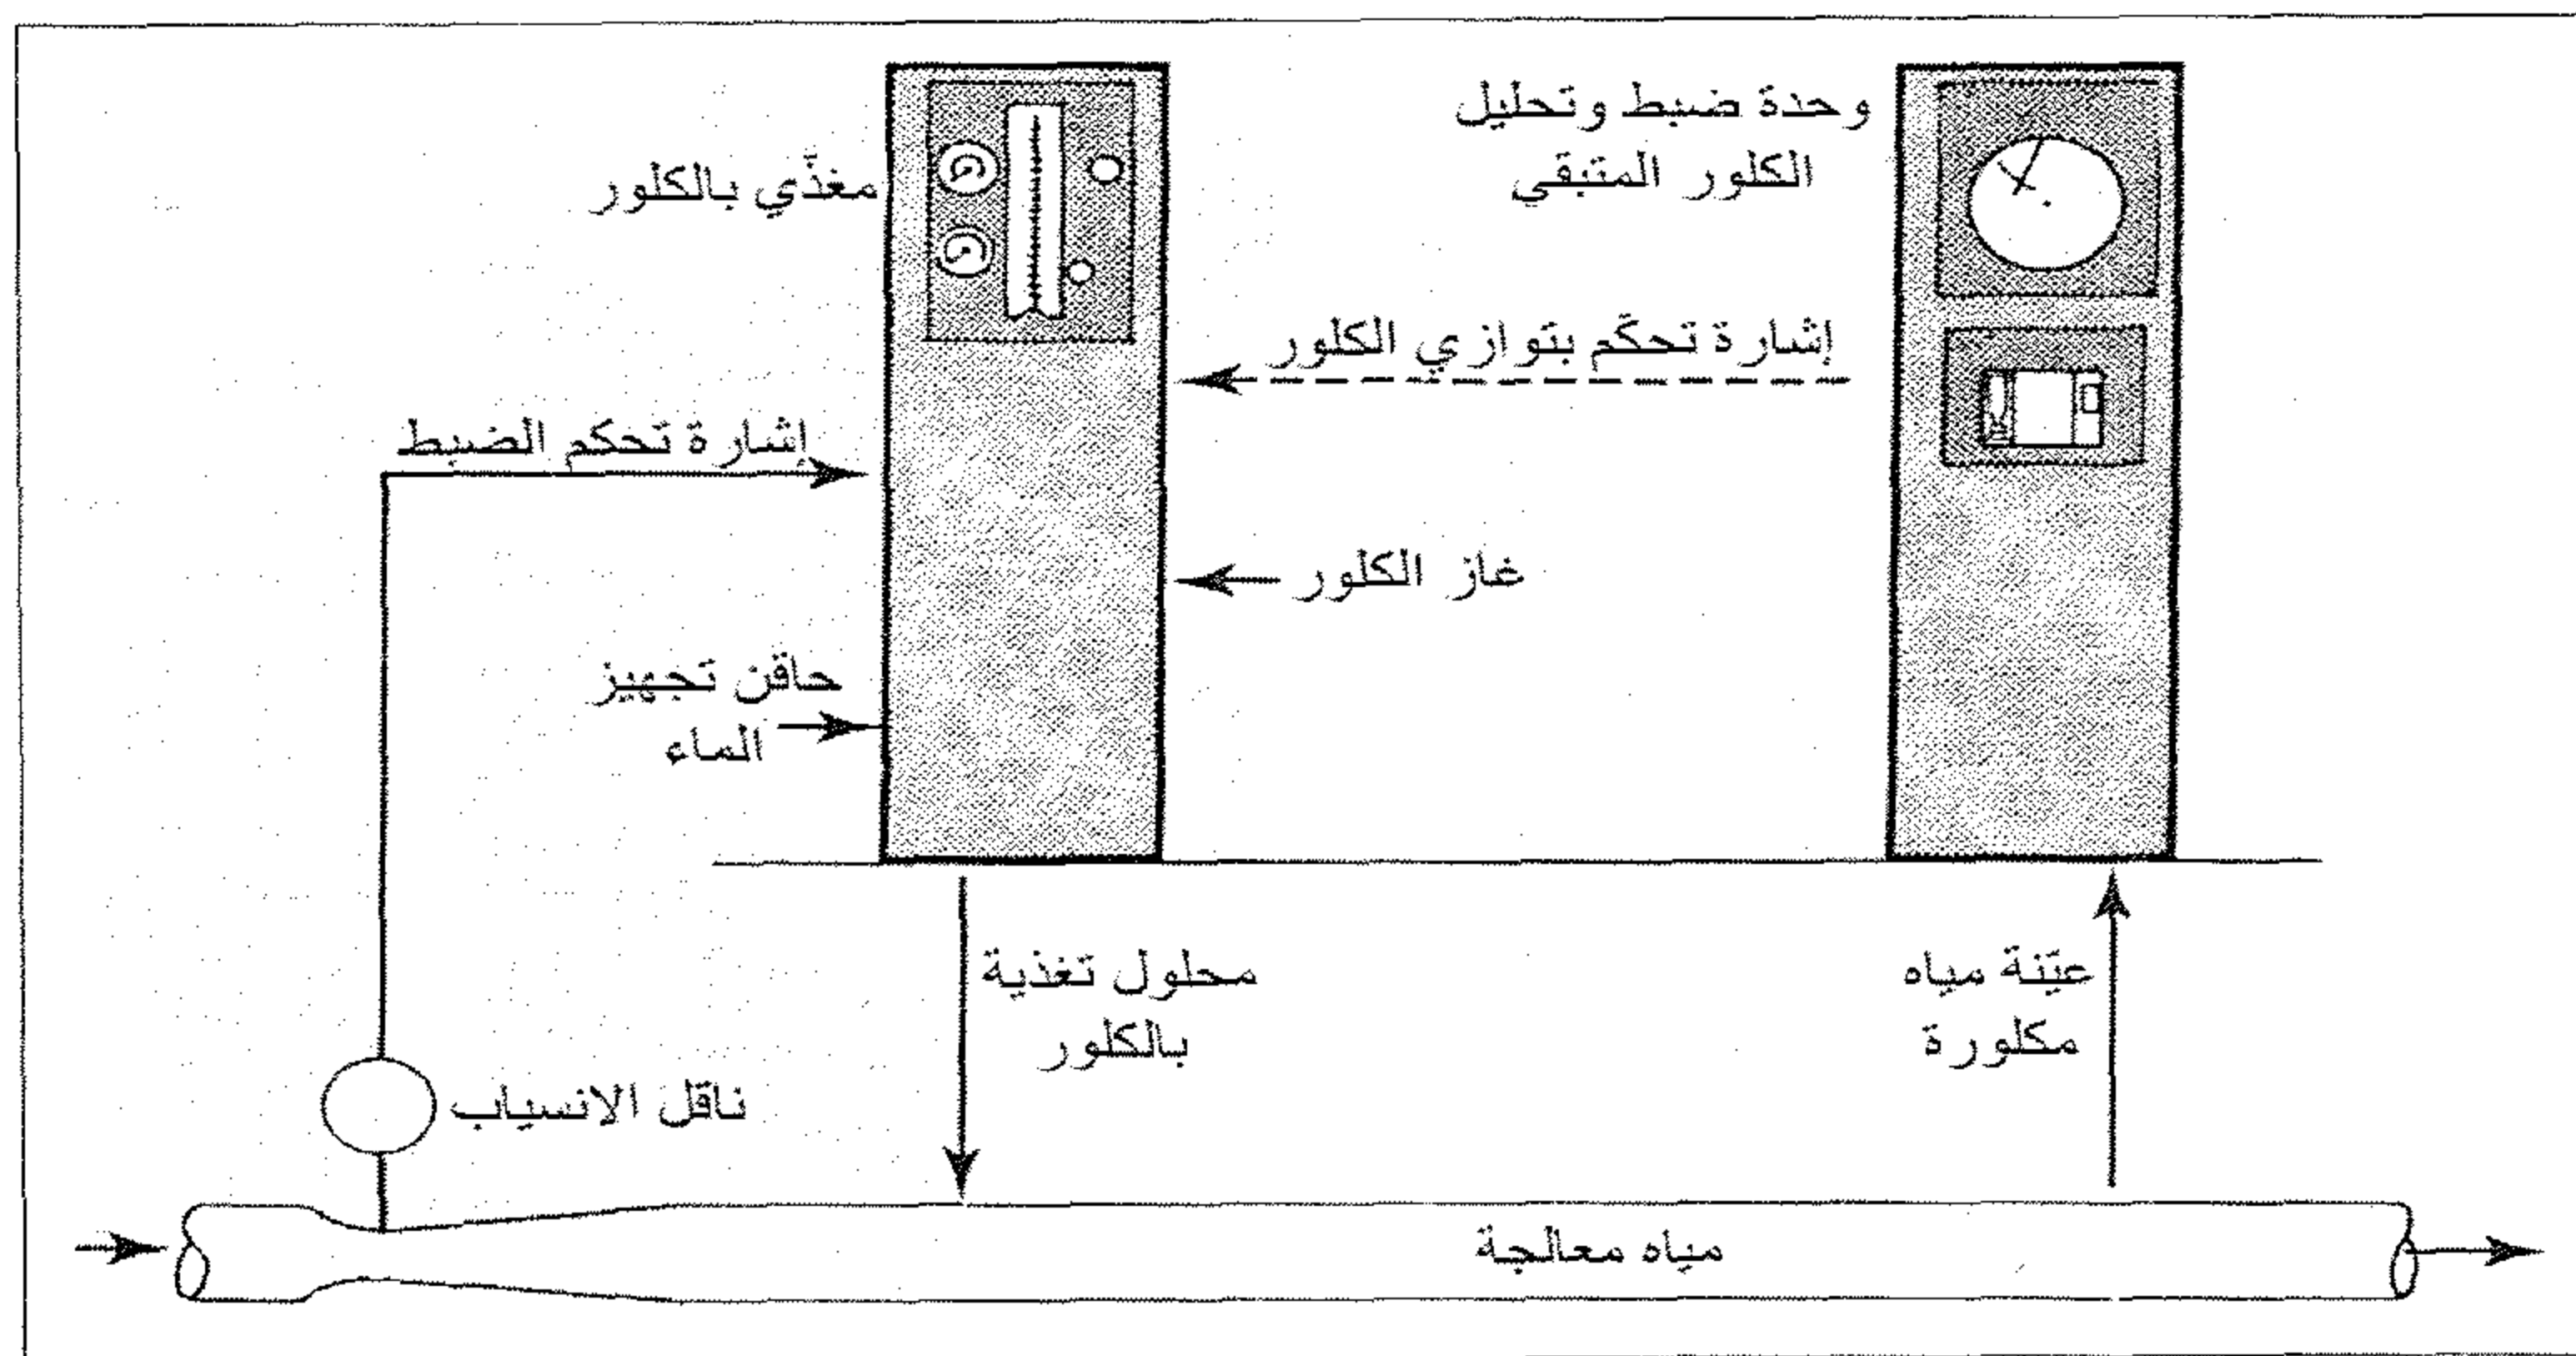 وحدة ضبط وتحليل
الكلور المتبقي
مغذّي بالكلور
إشارة تحكّم بتوازي الكلور
إشارة تحكم الضبط
غاز الكلور
حاقن تجهيز
الماء
عيّنة مياه
مكلورة
محلول تغذية
بالكلور
ناقل الانسياب
مياه معالجة